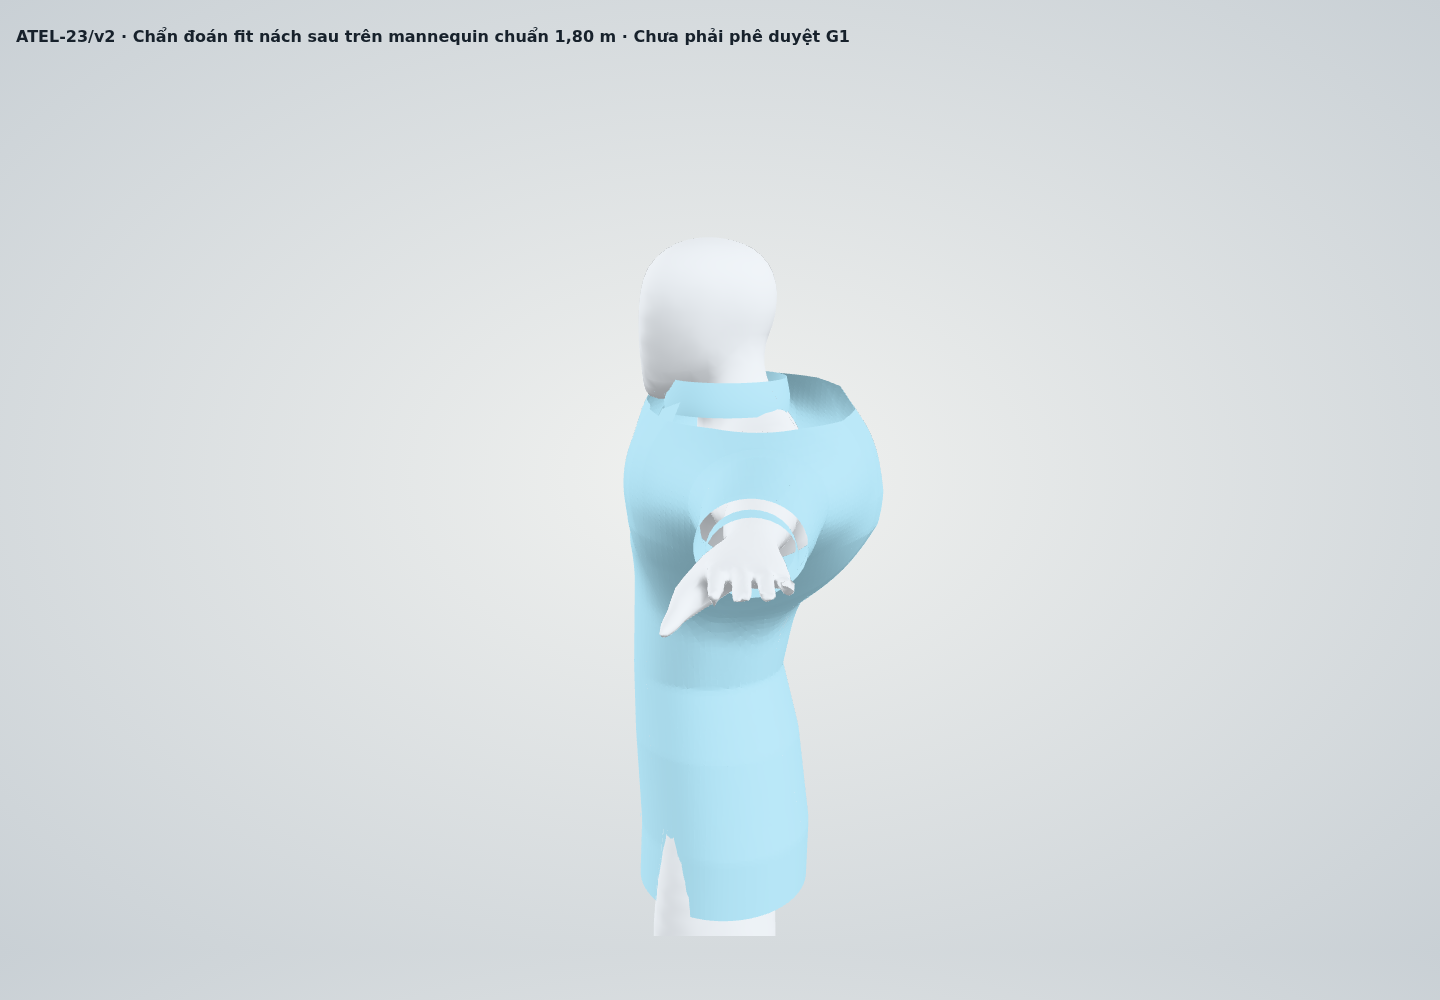 ATEL-23/v2 · Chẩn đoán fit nách sau trên mannequin chuẩn 1,80 m · Chưa phải phê duyệt G1